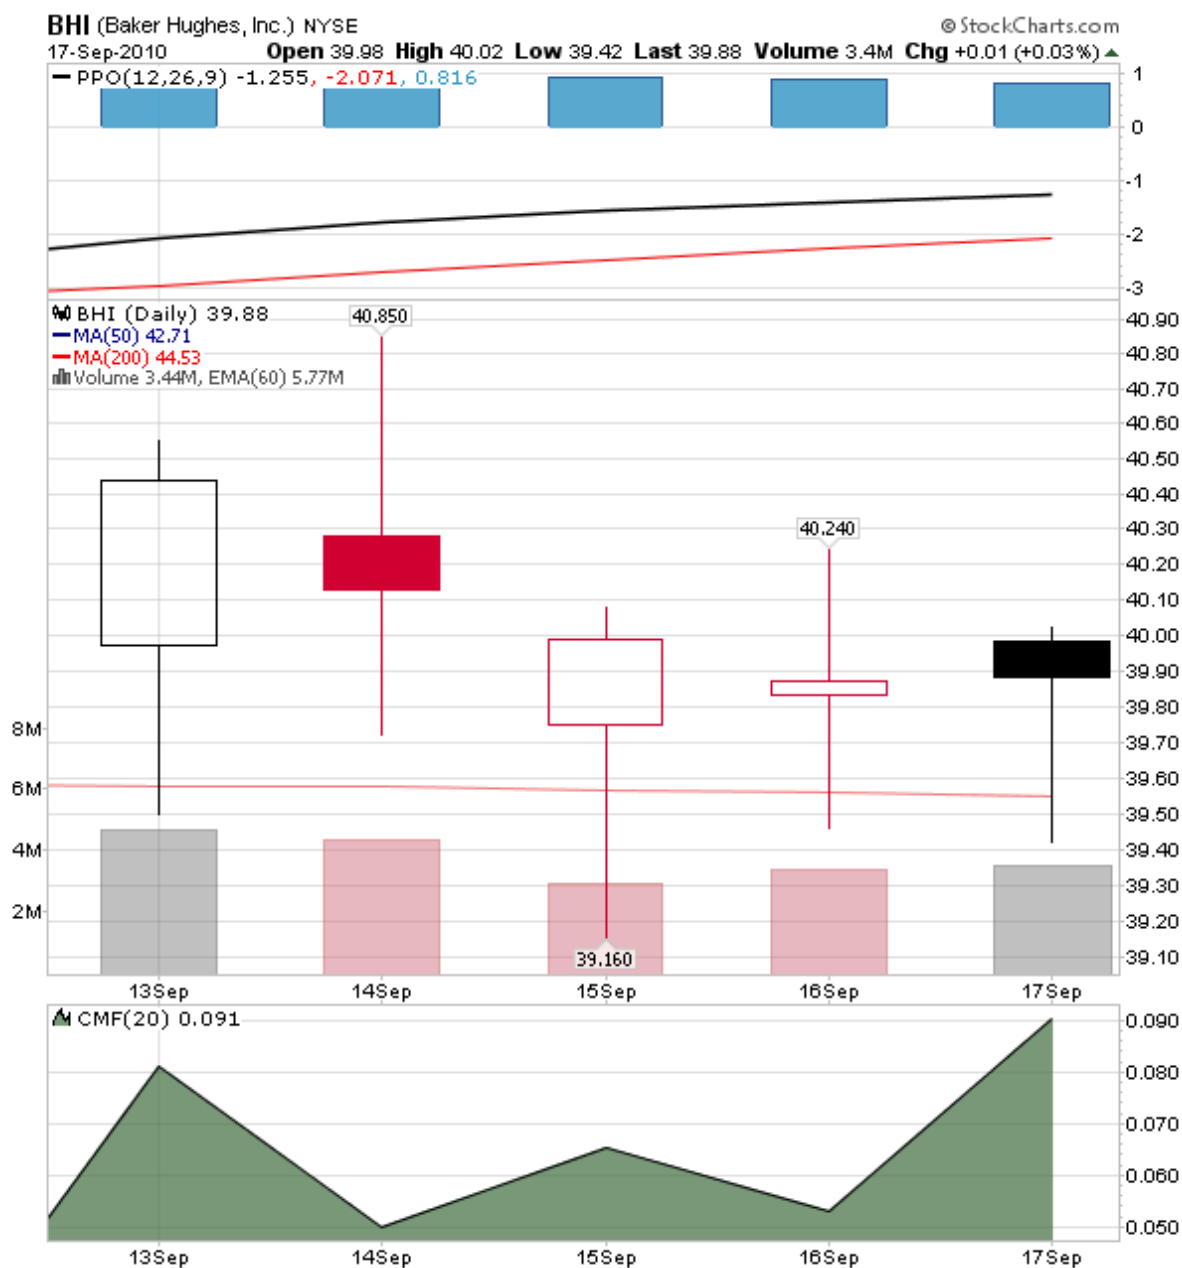 BHI (Baker Hughes, Inc.) NYSE © StockCharts.com
17-Sep-2010 Open 39.98 High 40.02 Low 39.42 Last 39.88 Volume 3.4M Chg +0.01 (+0.03%)
PPO(12,26,9) -1.255, -2.071, 0.816
1
0
-1
-2
-3
BHI (Daily) 39.88
MA(50) 42.71
MA(200) 44.53
Volume 3.44M, EMA(60) 5.77M
40.850
40.240
39.160
40.90
40.80
40.70
40.60
40.50
40.40
40.30
40.20
40.10
40.00
39.90
39.80
39.70
39.60
39.50
39.40
39.30
39.20
39.10
8M
6M
4M
2M
13Sep 14Sep 15Sep 16Sep 17Sep
CMF(20) 0.091
0.090
0.080
0.070
0.060
0.050
13Sep 14Sep 15Sep 16Sep 17Sep